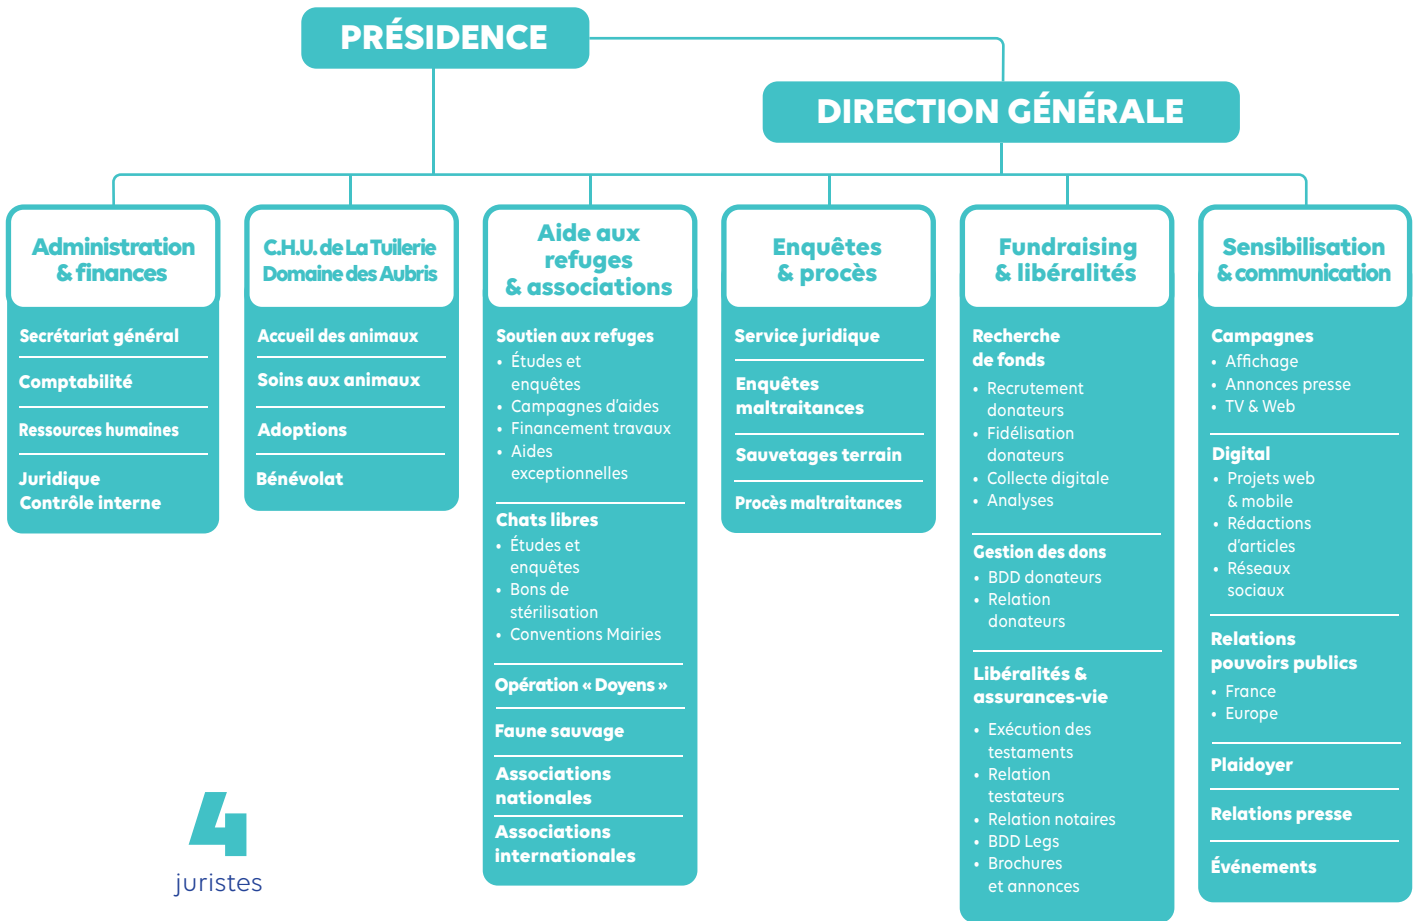 PRÉSIDENCE
DIRECTION GÉNÉRALE
Administration
& finances
Secrétariat général
Comptabilité
Ressources humaines
Juridique
Contrôle interne
C.H.U. de La Tuilerie
Domaine des Aubris
Accueil des animaux
Soins aux animaux
Adoptions
Bénévolat
Aide aux
refuges
& associations
Soutien aux refuges
• Études et
enquêtes
• Campagnes d'aides
• Financement travaux
• Aides
exceptionnelles
Chats libres
• Études et
enquêtes
• Bons de
stérilisation
• Conventions Mairies
Opération « Doyens »
Faune sauvage
Associations
nationales
Associations
internationales
Enquêtes
& procès
Service juridique
Enquêtes
maltraitances
Sauvetages terrain
Procès maltraitances
Fundraising
& libéralités
Recherche
de fonds
• Recrutement
donateurs
• Fidélisation
donateurs
• Collecte digitale
• Analyses
Gestion des dons
• BDD donateurs
• Relation
donateurs
Libéralités &
assurances-vie
• Exécution des
testaments
• Relation
testateurs
• Relation notaires
• BDD Legs
• Brochures
et annonces
Sensibilisation
& communication
Campagnes
• Affichage
• Annonces presse
• TV & Web
Digital
• Projets web
& mobile
• Rédactions
d'articles
• Réseaux
sociaux
Relations
pouvoirs publics
• France
• Europe
Plaidoyer
Relations presse
Événements
4
juristes